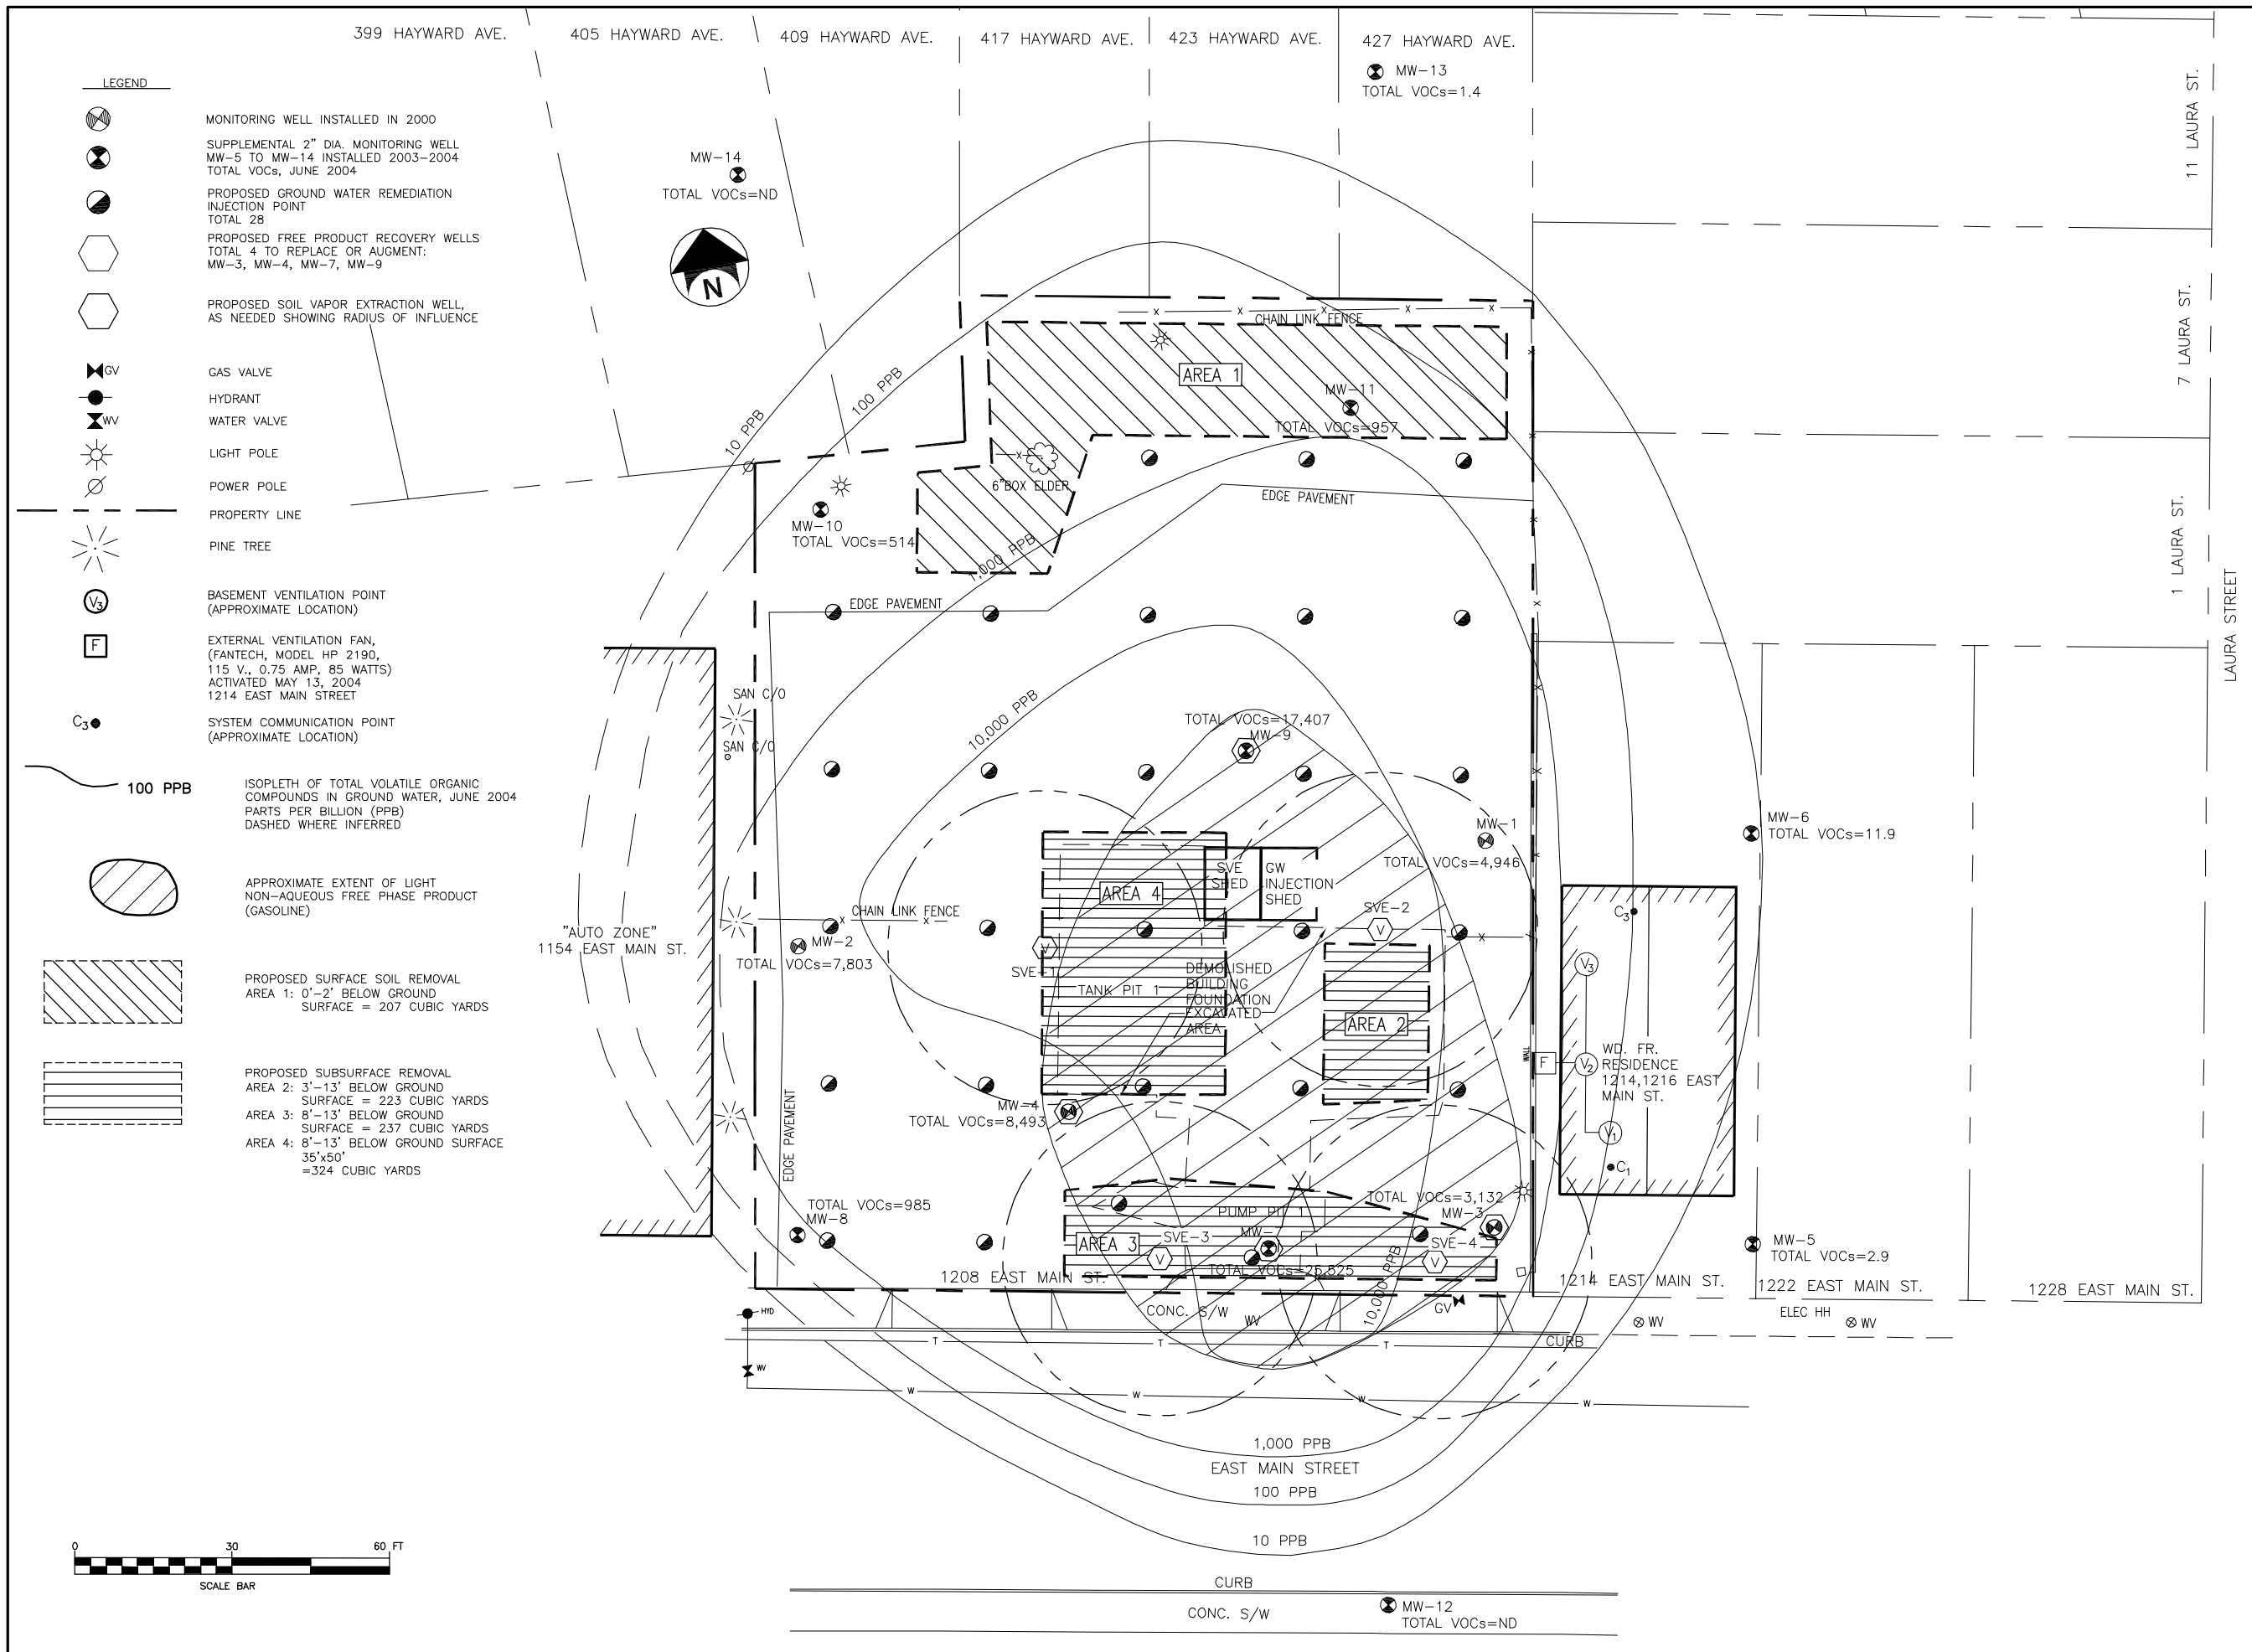 399 HAYWARD AVE.
405 HAYWARD AVE.
409 HAYWARD AVE.
417 HAYWARD AVE.
423 HAYWARD AVE.
427 HAYWARD AVE.
MW-13
TOTAL VOCs=1.4
11 LAURA ST.
7 LAURA ST.
1 LAURA ST.
LAURA STREET
LEGEND
MONITORING WELL INSTALLED IN 2000
SUPPLEMENTAL 2" DIA. MONITORING WELL
MW-5 TO MW-14 INSTALLED 2003-2004
TOTAL VOCs, JUNE 2004
PROPOSED GROUND WATER REMEDIATION
INJECTION POINT
TOTAL 28
PROPOSED FREE PRODUCT RECOVERY WELLS
TOTAL 4 TO REPLACE OR AUGMENT:
MW-3, MW-4, MW-7, MW-9
PROPOSED SOIL VAPOR EXTRACTION WELL,
AS NEEDED SHOWING RADIUS OF INFLUENCE
GV
GAS VALVE
HYDRANT
WV
WATER VALVE
LIGHT POLE
POWER POLE
PROPERTY LINE
PINE TREE
V3
BASEMENT VENTILATION POINT
(APPROXIMATE LOCATION)
F
EXTERNAL VENTILATION FAN,
(FANTECH, MODEL HP 2190,
115 V., 0.75 AMP, 85 WATTS)
ACTIVATED MAY 13, 2004
1214 EAST MAIN STREET
C3
SYSTEM COMMUNICATION POINT
(APPROXIMATE LOCATION)
100 PPB
ISOPLETH OF TOTAL VOLATILE ORGANIC
COMPOUNDS IN GROUND WATER, JUNE 2004
PARTS PER BILLION (PPB)
DASHED WHERE INFERRED
APPROXIMATE EXTENT OF LIGHT
NON-AQUEOUS FREE PHASE PRODUCT
(GASOLINE)
PROPOSED SURFACE SOIL REMOVAL
AREA 1: 0'-2' BELOW GROUND
SURFACE = 207 CUBIC YARDS
PROPOSED SUBSURFACE REMOVAL
AREA 2: 3'-13' BELOW GROUND
SURFACE = 223 CUBIC YARDS
AREA 3: 8'-13' BELOW GROUND
SURFACE = 237 CUBIC YARDS
AREA 4: 8'-13' BELOW GROUND SURFACE
35'x50'
=324 CUBIC YARDS
0 30 60 FT
SCALE BAR
MW-14
TOTAL VOCs=ND
N
10 PPB
100 PPB
CHAIN LINK FENCE
AREA 1
MW-11
TOTAL VOCs=957
6"BOX ELDER
EDGE PAVEMENT
MW-10
TOTAL VOCs=514
1,000 PPB
EDGE PAVEMENT
SAN C/O
SAN C/O
10,000 PPB
TOTAL VOCs=17,407
MW-9
MW-1
TOTAL VOCs=4,946
MW-6
TOTAL VOCs=11.9
SVE
SHED
GW
INJECTION
SHED
AREA 4
CHAIN LINK FENCE
SVE-2
V
"AUTO ZONE"
1154 EAST MAIN ST.
MW-2
TOTAL VOCs=7,803
V
SVE-1
TANK PIT 1
DEMOLISHED
BUILDING
FOUNDATION
EXCAVATED
AREA
AREA 2
C3
V3
WALL
F
V2
WD. FR.
RESIDENCE
1214,1216 EAST
MAIN ST.
V1
C1
EDGE PAVEMENT
MW-4
TOTAL VOCs=8,493
TOTAL VOCs=985
MW-8
TOTAL VOCs=3,132
MW-3
PUMP PIT 1
AREA 3
SVE-3
V
MW-
SVE-4
V
TOTAL VOCs=25,525
MW-5
TOTAL VOCs=2.9
1208 EAST MAIN ST.
1214 EAST MAIN ST.
1222 EAST MAIN ST.
1228 EAST MAIN ST.
HYD
CONC. S/W
WV
10,000 PPB
GV
WV
ELEC HH
WV
CURB
T T T
WV
W W W W
1,000 PPB
EAST MAIN STREET
100 PPB
10 PPB
CURB
CONC. S/W
MW-12
TOTAL VOCs=ND